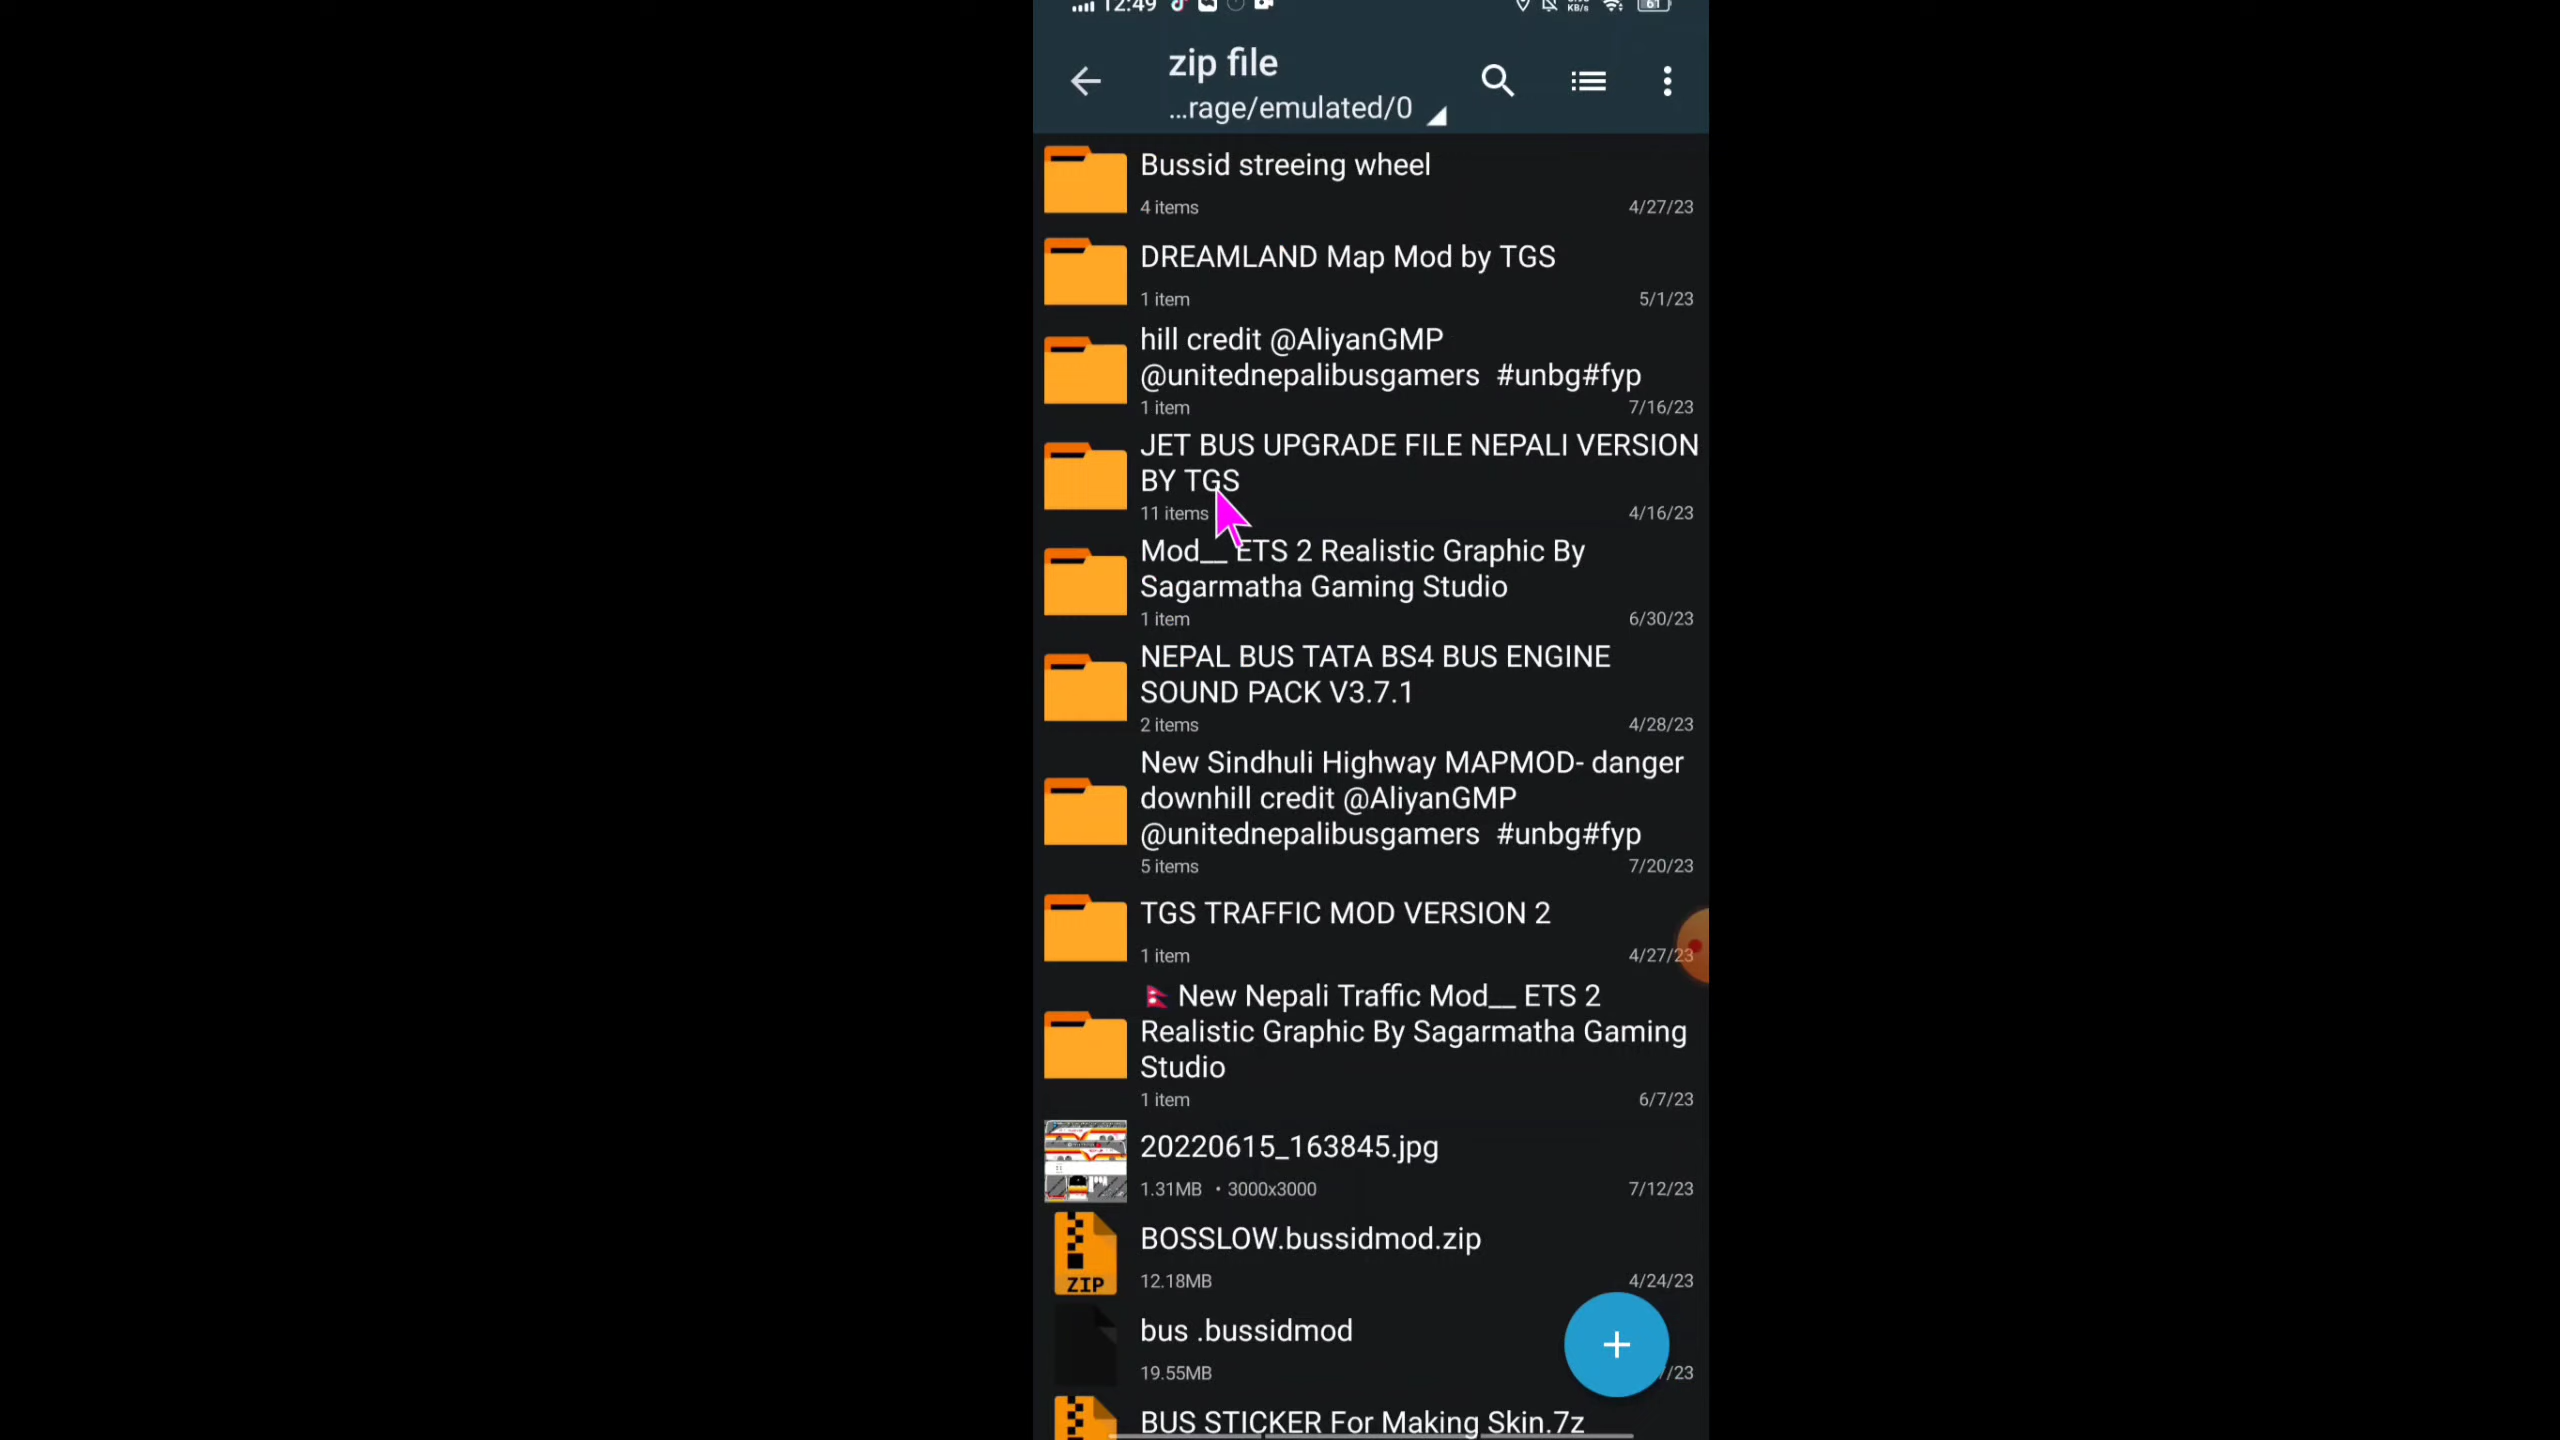 12:49
KB/s
61
zip file
...rage/emulated/0
Bussid streeing wheel
4 items
4/27/23
DREAMLAND Map Mod by TGS
1 item
5/1/23
hill credit @AliyanGMP
@unitednepalibusgamers  #unbg#fyp
1 item
7/16/23
JET BUS UPGRADE FILE NEPALI VERSION
BY TGS
11 items
4/16/23
Mod__ ETS 2 Realistic Graphic By
Sagarmatha Gaming Studio
1 item
6/30/23
NEPAL BUS TATA BS4 BUS ENGINE
SOUND PACK V3.7.1
2 items
4/28/23
New Sindhuli Highway MAPMOD- danger
downhill credit @AliyanGMP
@unitednepalibusgamers  #unbg#fyp
5 items
7/20/23
TGS TRAFFIC MOD VERSION 2
1 item
4/27/23
🇳🇵 New Nepali Traffic Mod__ ETS 2
Realistic Graphic By Sagarmatha Gaming
Studio
1 item
6/7/23
20220615_163845.jpg
1.31MB • 3000x3000
7/12/23
BOSSLOW.bussidmod.zip
ZIP
12.18MB
4/24/23
bus .bussidmod
19.55MB
/23
BUS STICKER For Making Skin.7z